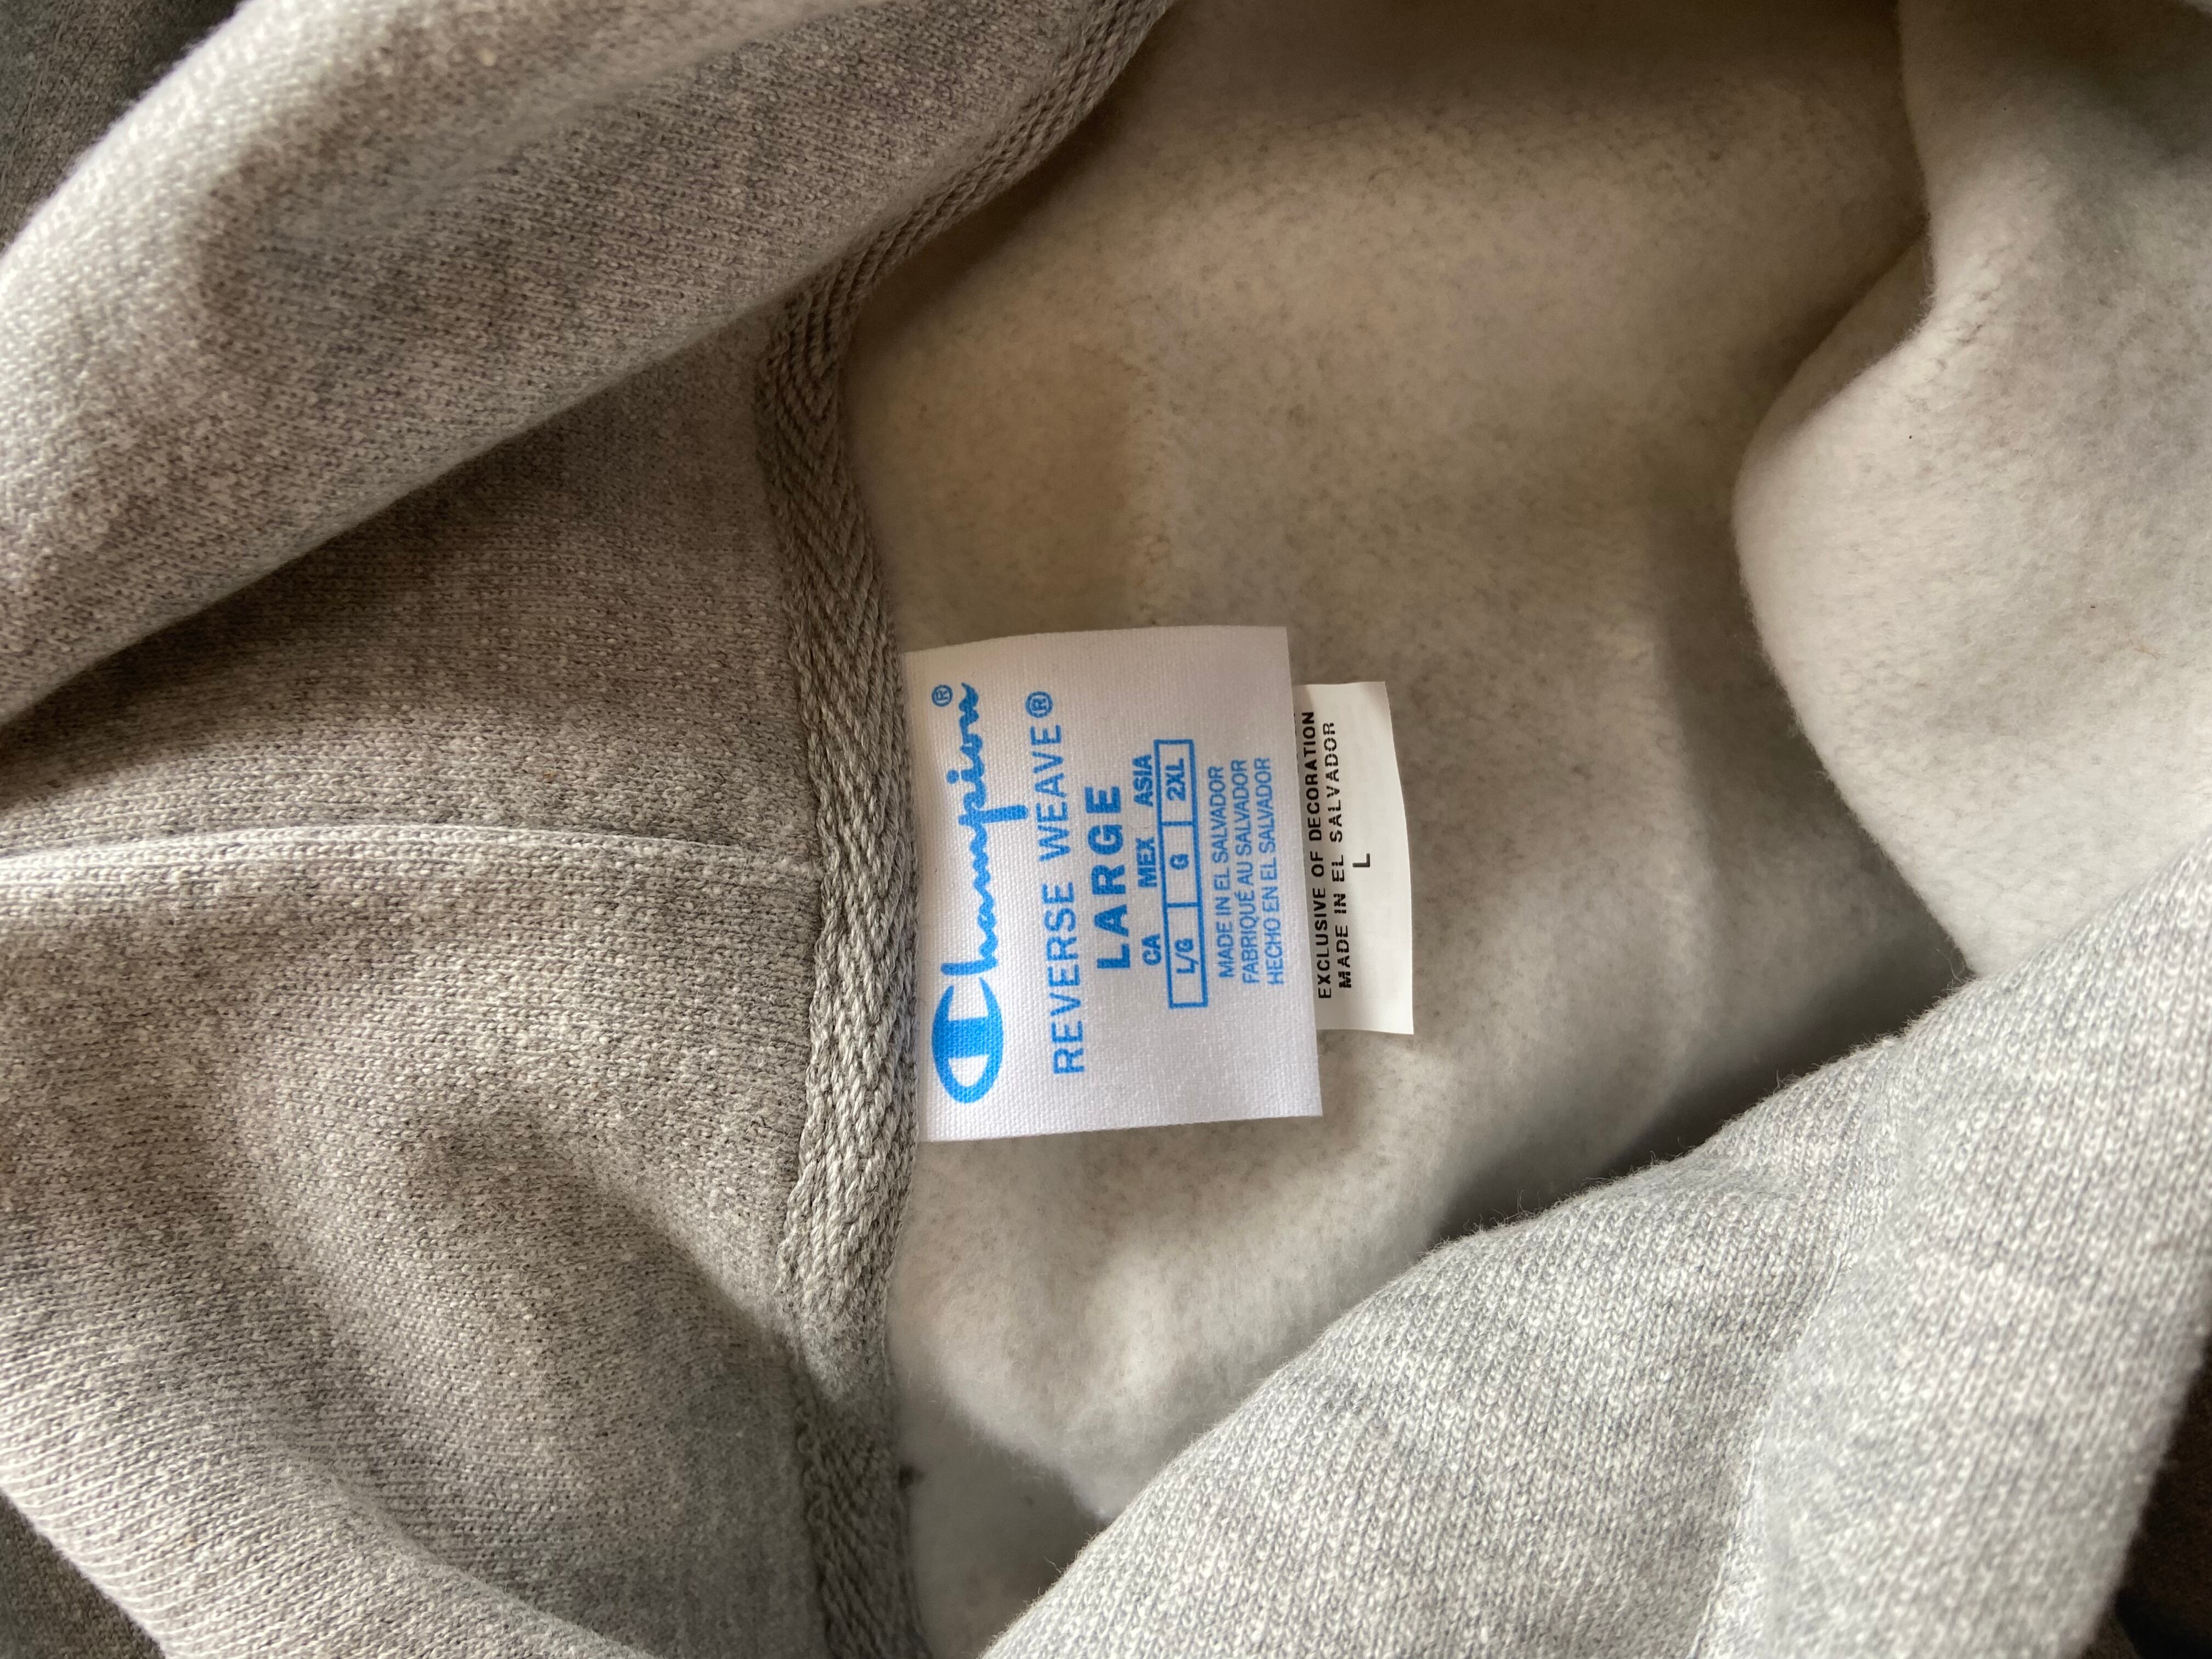 Champion®
REVERSE WEAVE®
LARGE
CA MEX ASIA
L/G G 2XL
MADE IN EL SALVADOR
FABRIQUÉ AU SALVADOR
HECHO EN EL SALVADOR
EXCLUSIVE OF DECORATION
MADE IN EL SALVADOR
L